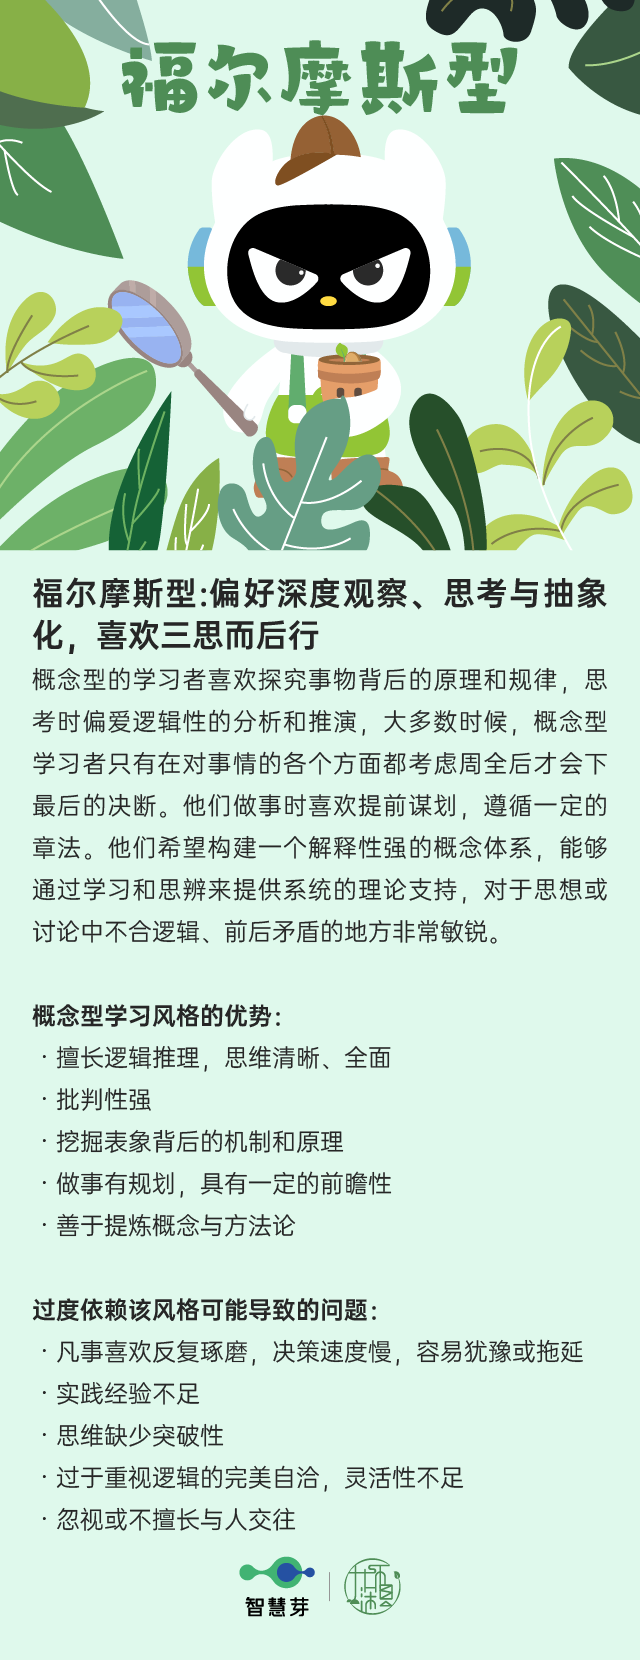 福尔摩斯型
福尔摩斯型:偏好深度观察、思考与抽象
化，喜欢三思而后行
概念型的学习者喜欢探究事物背后的原理和规律，思
考时偏爱逻辑性的分析和推演，大多数时候，概念型
学习者只有在对事情的各个方面都考虑周全后才会下
最后的决断。他们做事时喜欢提前谋划，遵循一定的
章法。他们希望构建一个解释性强的概念体系，能够
通过学习和思辨来提供系统的理论支持，对于思想或
讨论中不合逻辑、前后矛盾的地方非常敏锐。
概念型学习风格的优势：
·擅长逻辑推理，思维清晰、全面
·批判性强
·挖掘表象背后的机制和原理
·做事有规划，具有一定的前瞻性
·善于提炼概念与方法论
过度依赖该风格可能导致的问题：
·凡事喜欢反复琢磨，决策速度慢，容易犹豫或拖延
·实践经验不足
·思维缺少突破性
·过于重视逻辑的完美自洽，灵活性不足
·忽视或不擅长与人交往
智慧芽